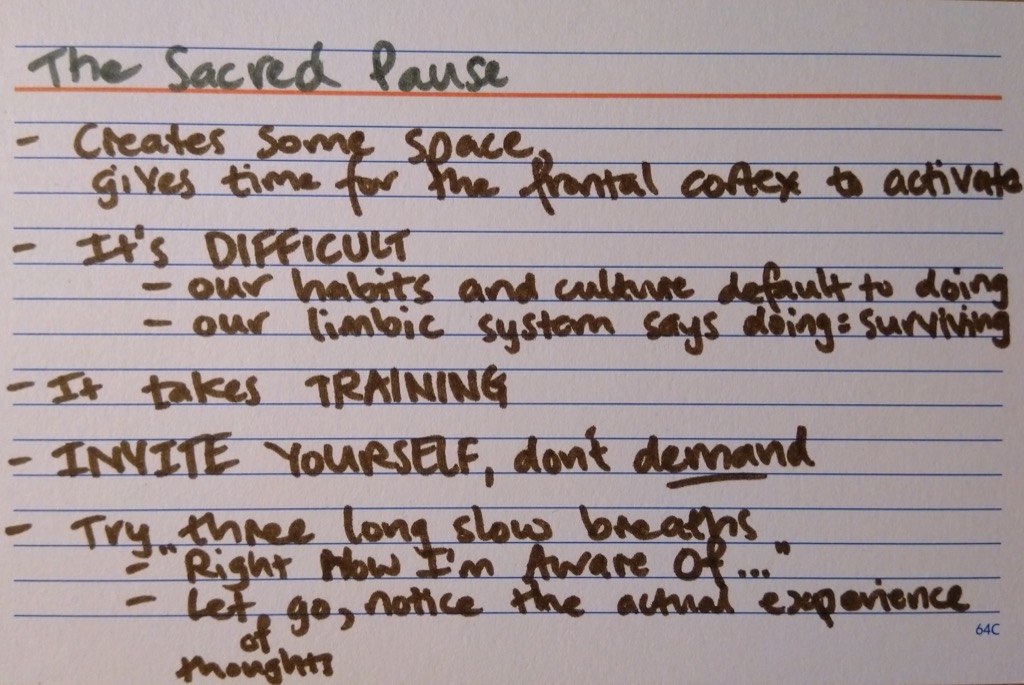 The Sacred Pause
- Creates some space,
gives time for the frontal cortex to activate
- It's DIFFICULT
- our habits and culture default to doing
- our limbic system says doing = surviving
- It takes TRAINING
- INVITE YOURSELF, don't demand
- Try three long slow breaths
- "Right Now I'm Aware Of..."
- Let go, notice the actual experience
of
thoughts
64C